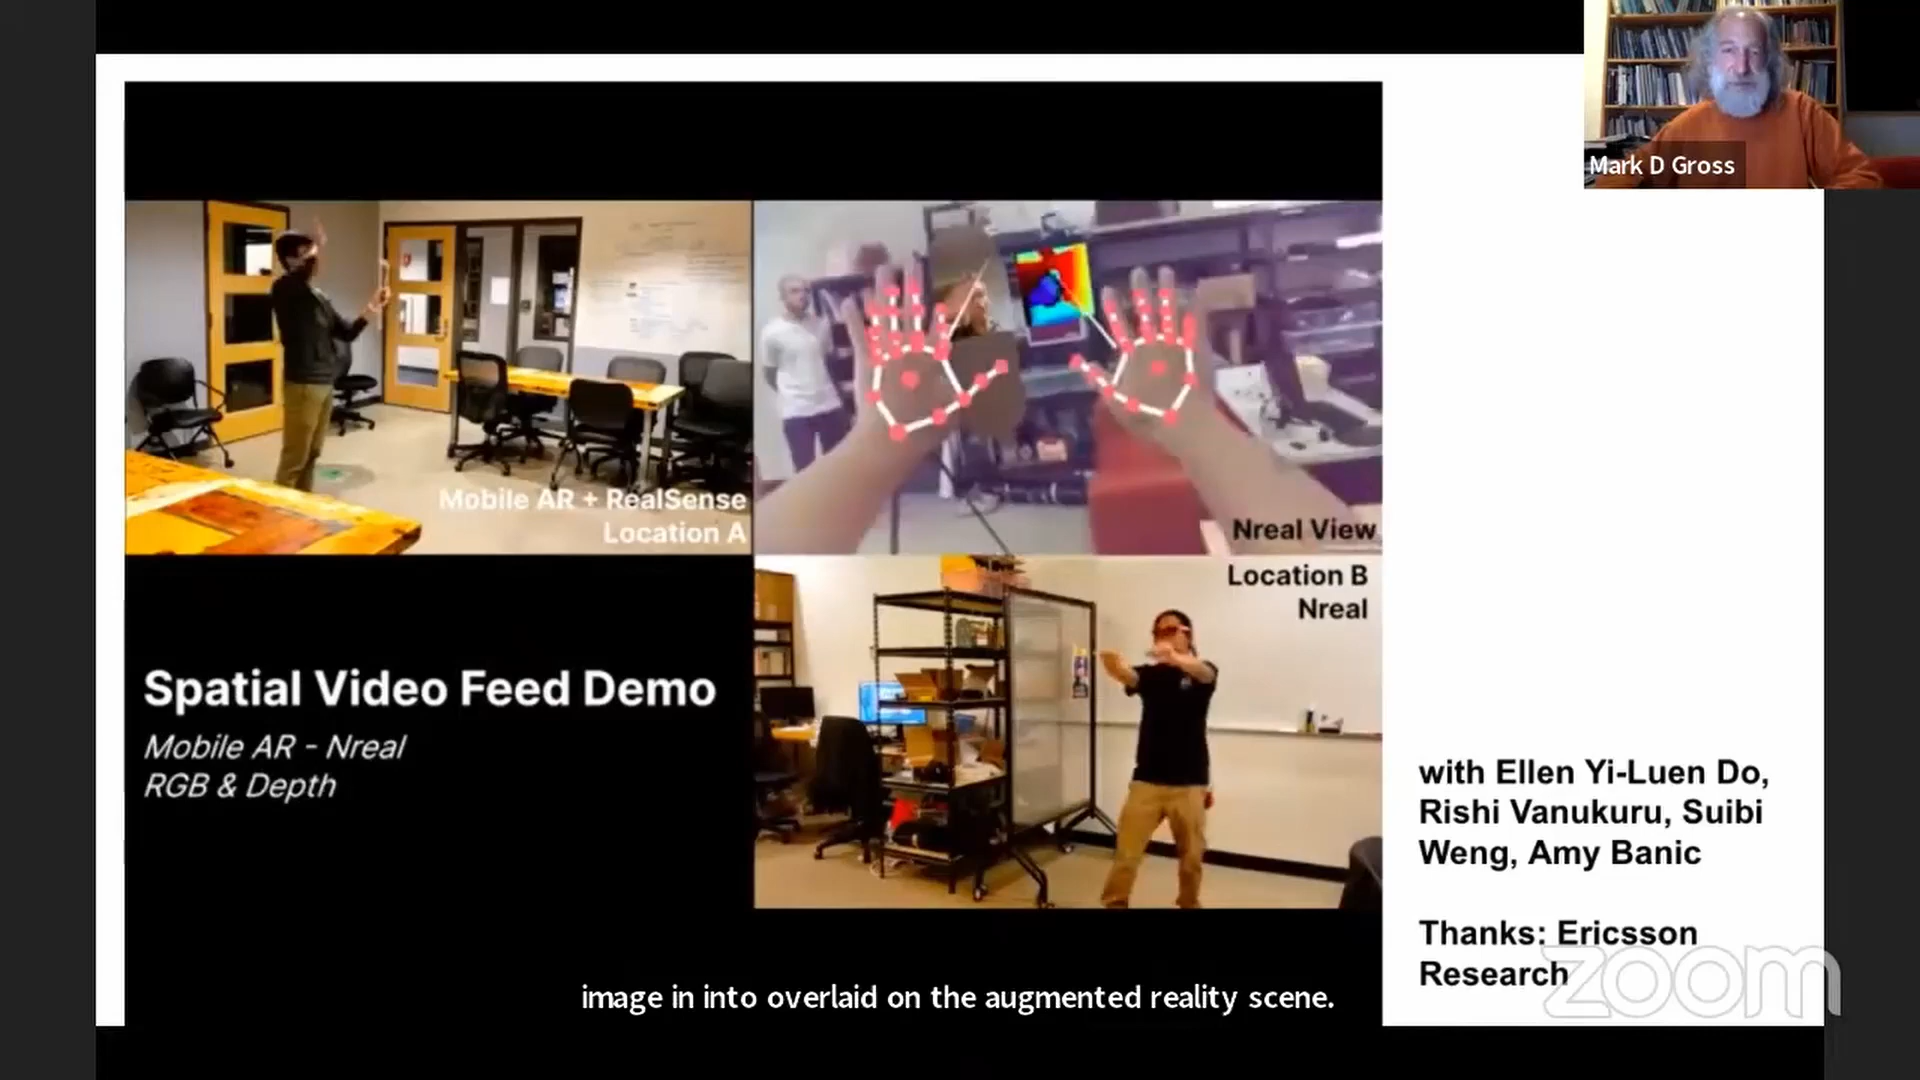 Mark D Gross
Mobile AR + RealSense
Location A
Nreal View
Location B
Nreal
Spatial Video Feed Demo
Mobile AR - Nreal
RGB & Depth
with Ellen Yi-Luen Do,
Rishi Vanukuru, Suibi
Weng, Amy Banic
Thanks: Ericsson
Research
zoom
image in into overlaid on the augmented reality scene.